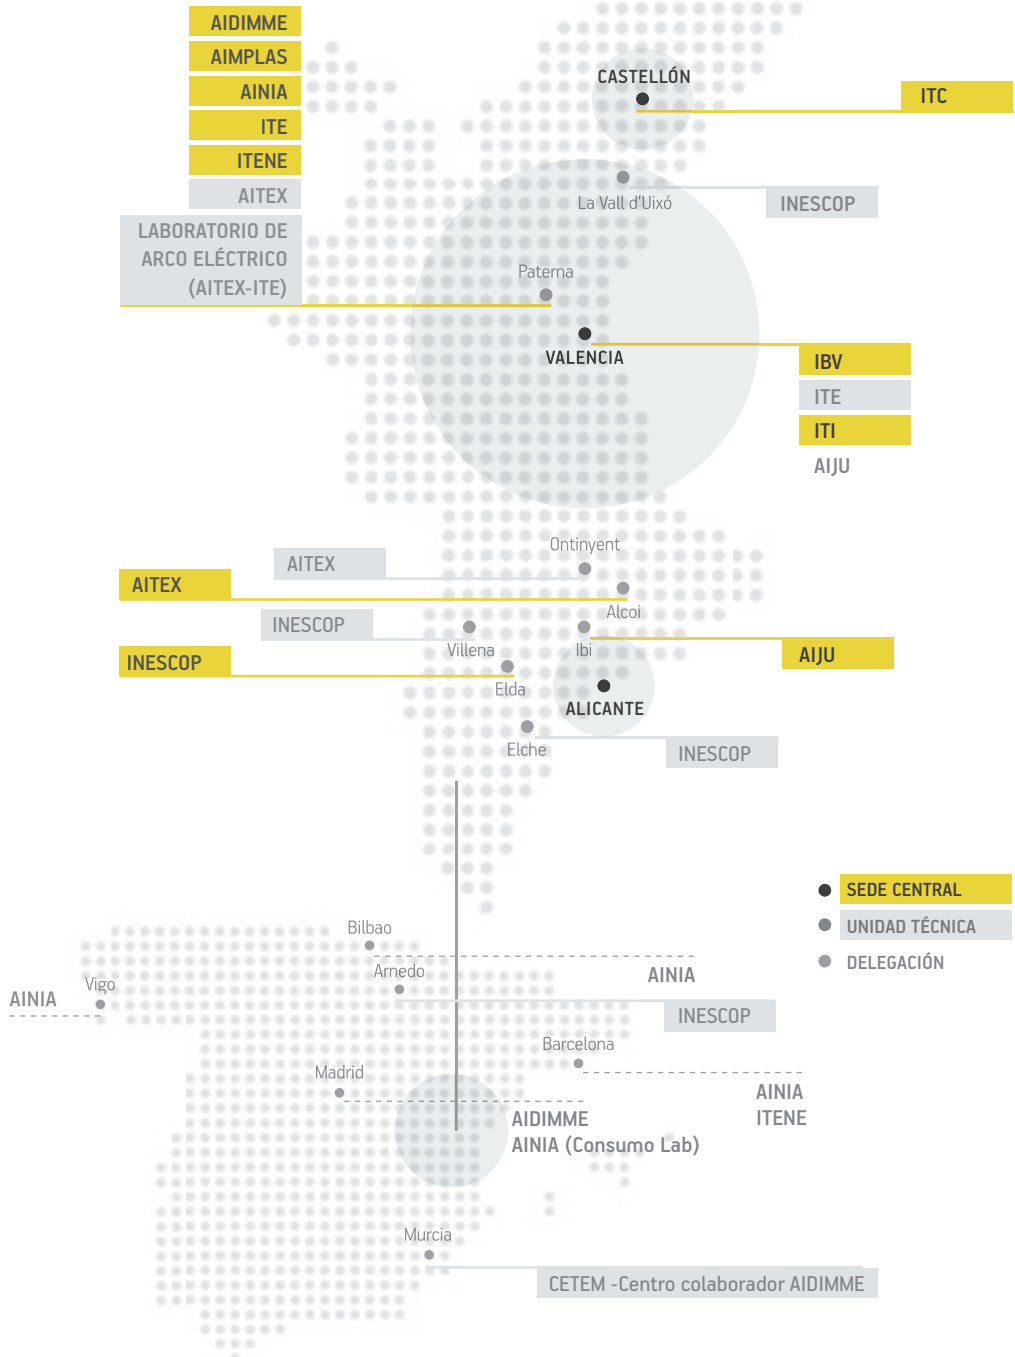 AIDIMME
AIMPLAS
AINIA
ITE
ITENE
AITEX
LABORATORIO DE
ARCO ELÉCTRICO
(AITEX-ITE)
CASTELLÓN
ITC
La Vall d'Uixó
INESCOP
Paterna
VALENCIA
IBV
ITE
ITI
AIJU
Ontinyent
AITEX
AITEX
Alcoi
INESCOP
Villena
Ibi
AIJU
INESCOP
Elda
ALICANTE
Elche
INESCOP
SEDE CENTRAL
UNIDAD TÉCNICA
DELEGACIÓN
Bilbao
AINIA
Arnedo
INESCOP
Vigo
AINIA
Barcelona
AINIA
ITENE
Madrid
AIDIMME
AINIA (Consumo Lab)
Murcia
CETEM -Centro colaborador AIDIMME